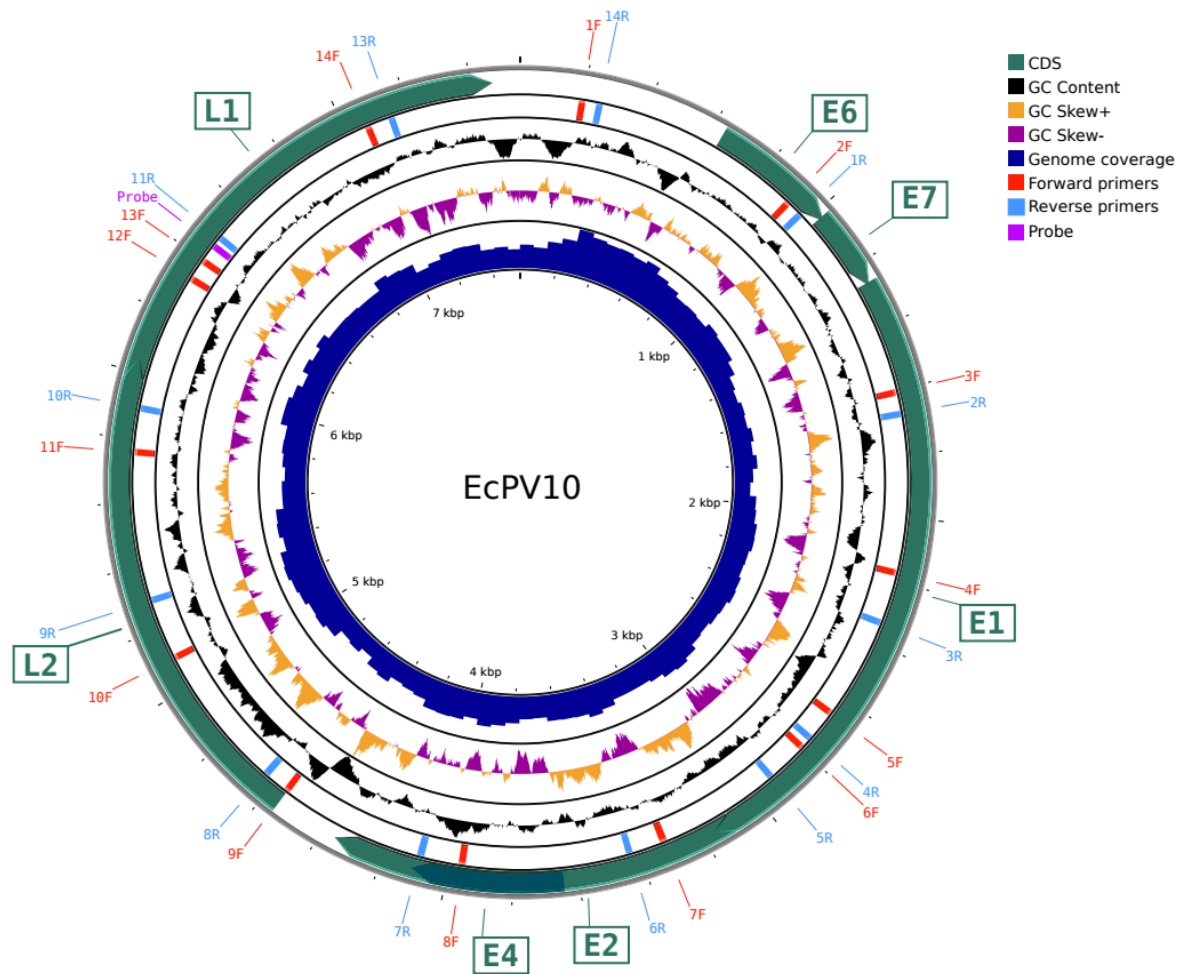 1F
14R
13R
14F
L1
E6
2F
1R
11R
Probe
13F
12F
E7
CDS
GC Content
GC Skew+
GC Skew-
Genome coverage
Forward primers
Reverse primers
Probe
7 kbp
1 kbp
3F
2R
10R
11F
6 kbp
EcPV10
2 kbp
5 kbp
4F
E1
3R
9R
L2
10F
3 kbp
4 kbp
5F
4R
6F
5R
8R
9F
7R
8F
E4
E2
6R
7F